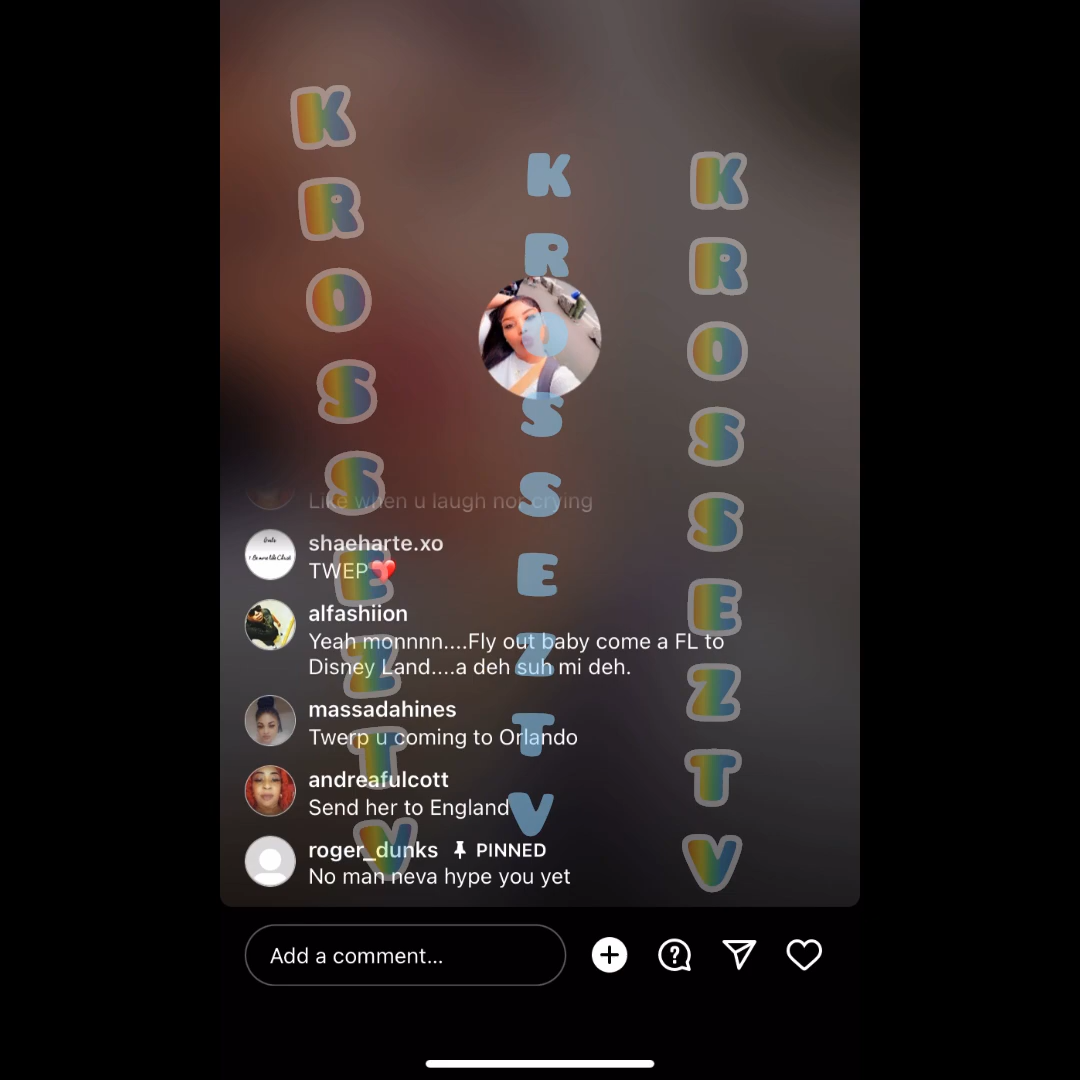 KROSSEZTV
KROSSEZTV
KROSSEZTV
Like when u laugh nor crying
shaeharte.xo
TWEP💔
alfashiion
Yeah monnnn....Fly out baby come a FL to
Disney Land....a deh suh mi deh.
massadahines
Twerp u coming to Orlando
andreafulcott
Send her to England
roger_dunks PINNED
No man neva hype you yet
Add a comment...